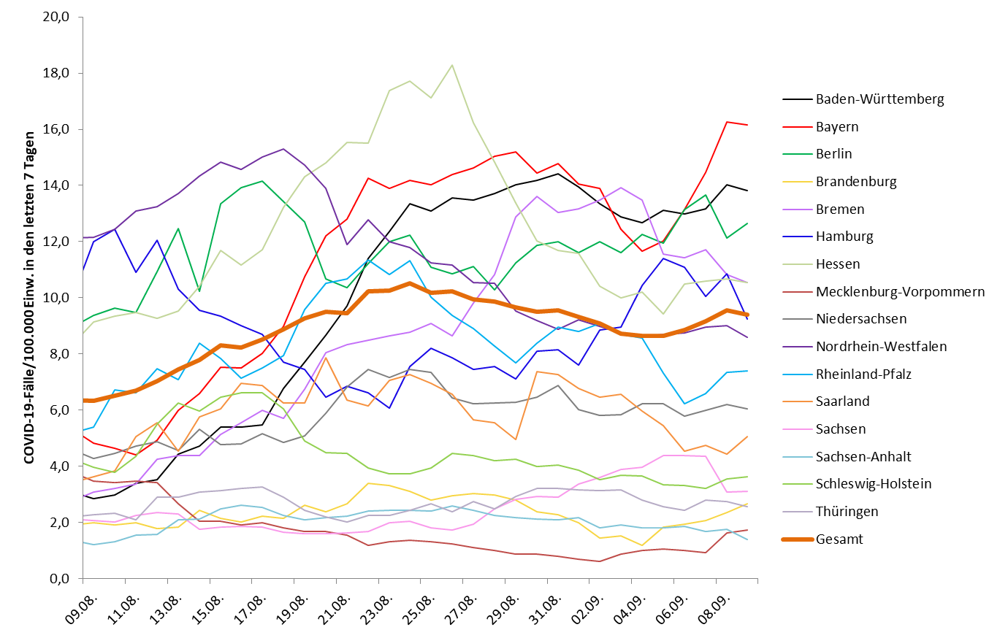 COVID-19-Fälle/100.000 Einw. in den letzten 7 Tagen
20,0
18,0
16,0
14,0
12,0
10,0
8,0
6,0
4,0
2,0
0,0
09.08.
11.08.
13.08.
15.08.
17.08.
19.08.
21.08.
23.08.
25.08.
27.08.
29.08.
31.08.
02.09.
04.09.
06.09.
08.09.
Baden-Württemberg
Bayern
Berlin
Brandenburg
Bremen
Hamburg
Hessen
Mecklenburg-Vorpommern
Niedersachsen
Nordrhein-Westfalen
Rheinland-Pfalz
Saarland
Sachsen
Sachsen-Anhalt
Schleswig-Holstein
Thüringen
Gesamt